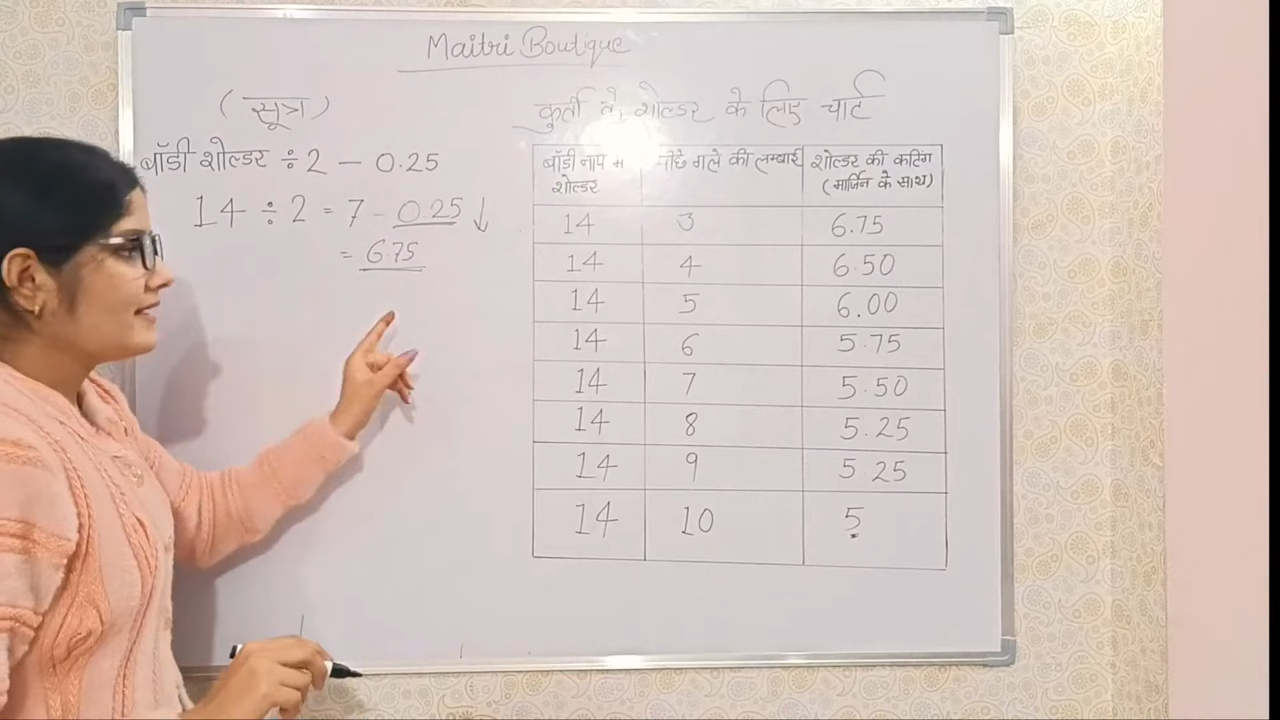 Maitri Boutique
(सूत्र)
बॉडी शोल्डर ÷ 2 — 0.25
14 ÷ 2 = 7 - 0.25 ↓
= 6.75
कुर्ती के शोल्डर के लिए चार्ट
बॉडी नाप में शोल्डर | पीछे गले की लम्बाई | शोल्डर की कटिंग (मार्जिन के साथ)
14 | 3 | 6.75
14 | 4 | 6.50
14 | 5 | 6.00
14 | 6 | 5.75
14 | 7 | 5.50
14 | 8 | 5.25
14 | 9 | 5.25
14 | 10 | 5